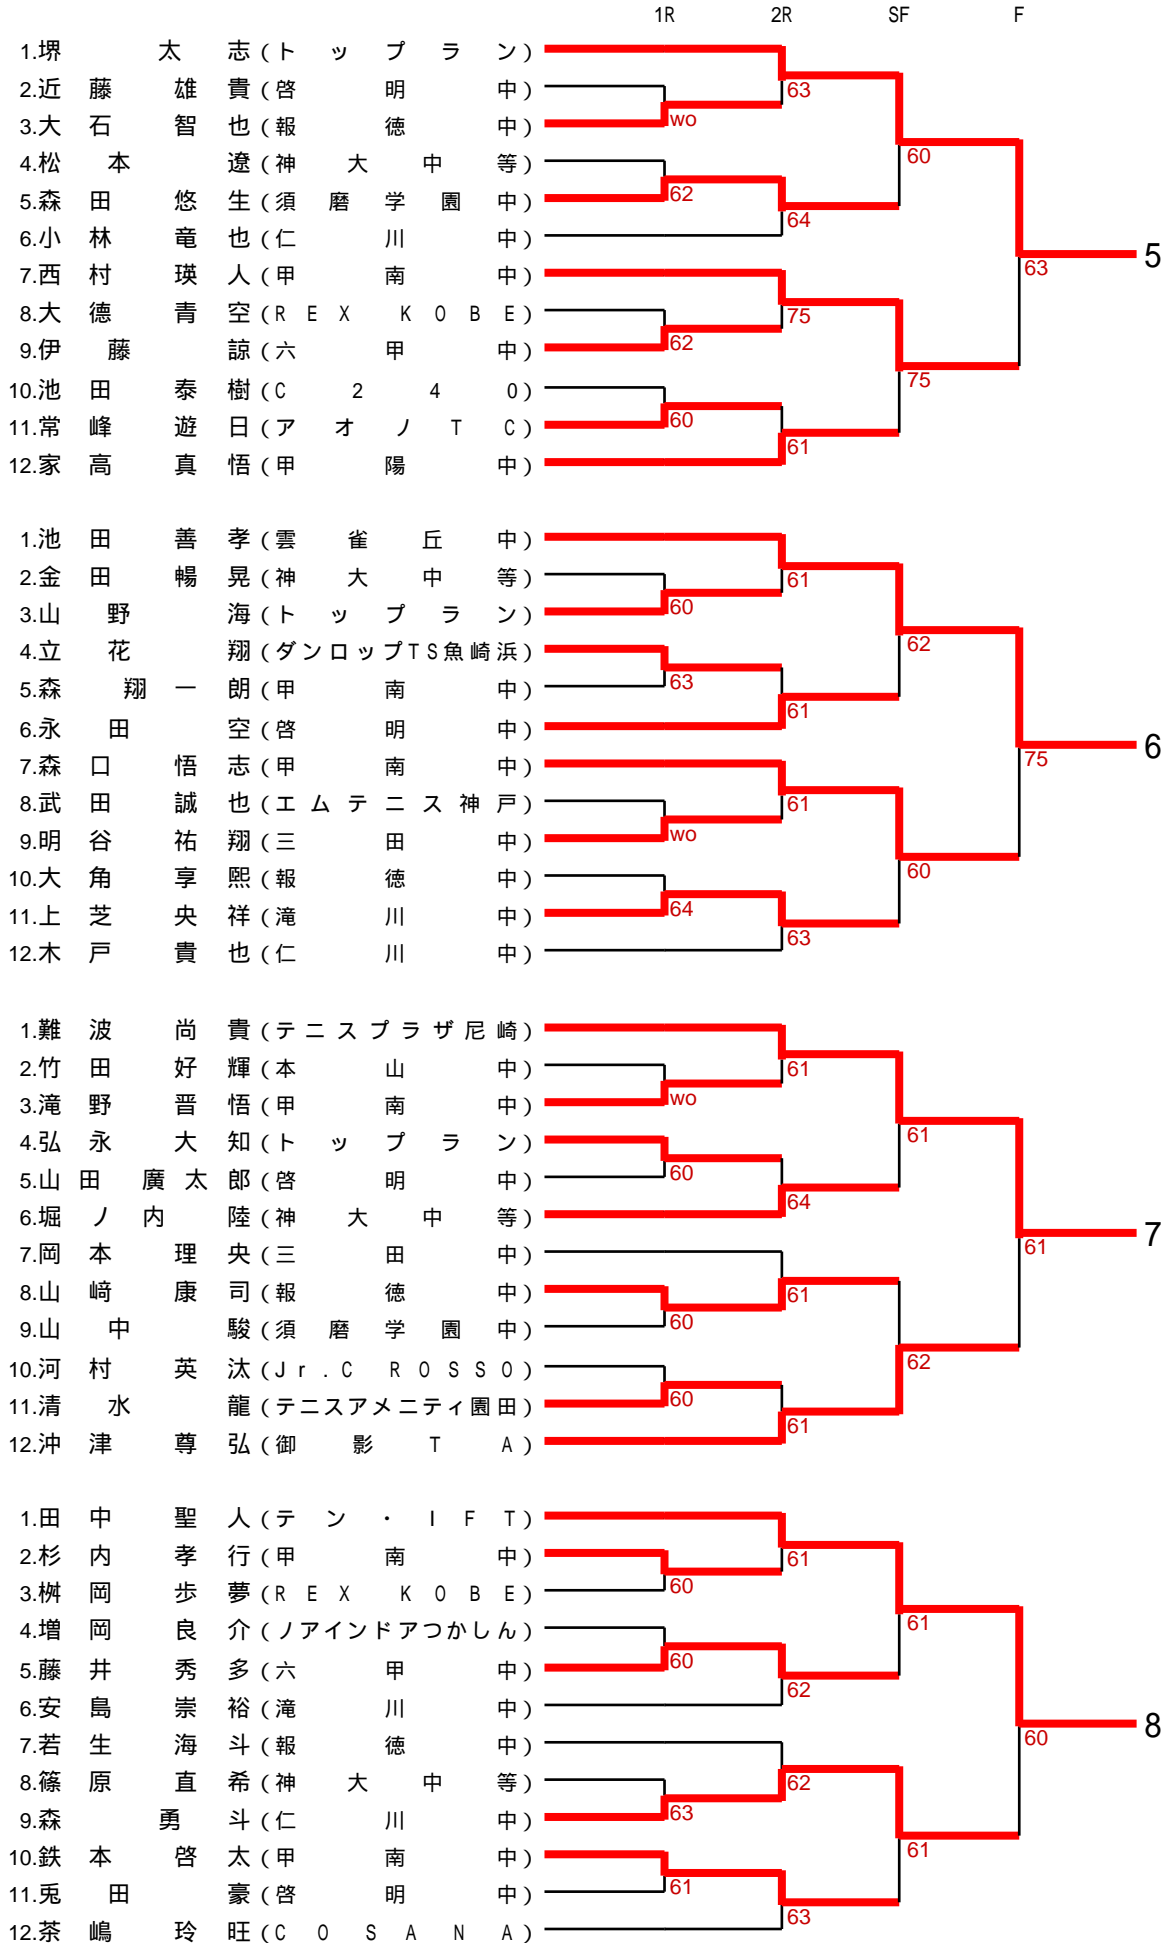 1R 2R SF F
1.堺 太志(トップラン)
2.近藤雄貴(啓明中)
63
3.大石智也(報徳中)
wo
4.松本遼(神大中等)
60
5.森田悠生(須磨学園中)
62
64
6.小林竜也(仁川中)
5
7.西村瑛人(甲南中)
63
8.大德青空(REX KOBE)
75
9.伊藤諒(六甲中)
62
75
10.池田泰樹(C240)
11.常峰遊日(アオノTC)
60
61
12.家高真悟(甲陽中)
1.池田善孝(雲雀丘中)
2.金田暢晃(神大中等)
61
3.山野海(トップラン)
60
4.立花翔(ダンロップTS魚崎浜)
62
5.森翔一朗(甲南中)
63
61
6.永田空(啓明中)
6
7.森口悟志(甲南中)
75
8.武田誠也(エムテニス神戸)
61
9.明谷祐翔(三田中)
wo
10.大角享熙(報徳中)
60
11.上芝央祥(滝川中)
64
63
12.木戸貴也(仁川中)
1.難波尚貴(テニスプラザ尼崎)
2.竹田好輝(本山中)
61
3.滝野晋悟(甲南中)
wo
4.弘永大知(トップラン)
61
5.山田廣太郎(啓明中)
60
64
6.堀ノ内陸(神大中等)
7
7.岡本理央(三田中)
61
8.山﨑康司(報徳中)
61
9.山中駿(須磨学園中)
60
10.河村英汰(Jr.C ROSSO)
62
11.清水龍(テニスアメニティ園田)
60
61
12.沖津尊弘(御影TA)
1.田中聖人(テン・IFT)
2.杉内孝行(甲南中)
61
3.桝岡歩夢(REX KOBE)
60
4.増岡良介(ノアインドアつかしん)
61
5.藤井秀多(六甲中)
60
62
6.安島崇裕(滝川中)
8
7.若生海斗(報徳中)
60
8.篠原直希(神大中等)
62
9.森勇斗(仁川中)
63
10.鉄本啓太(甲南中)
61
11.兎田豪(啓明中)
61
63
12.茶嶋玲旺(COSANA)